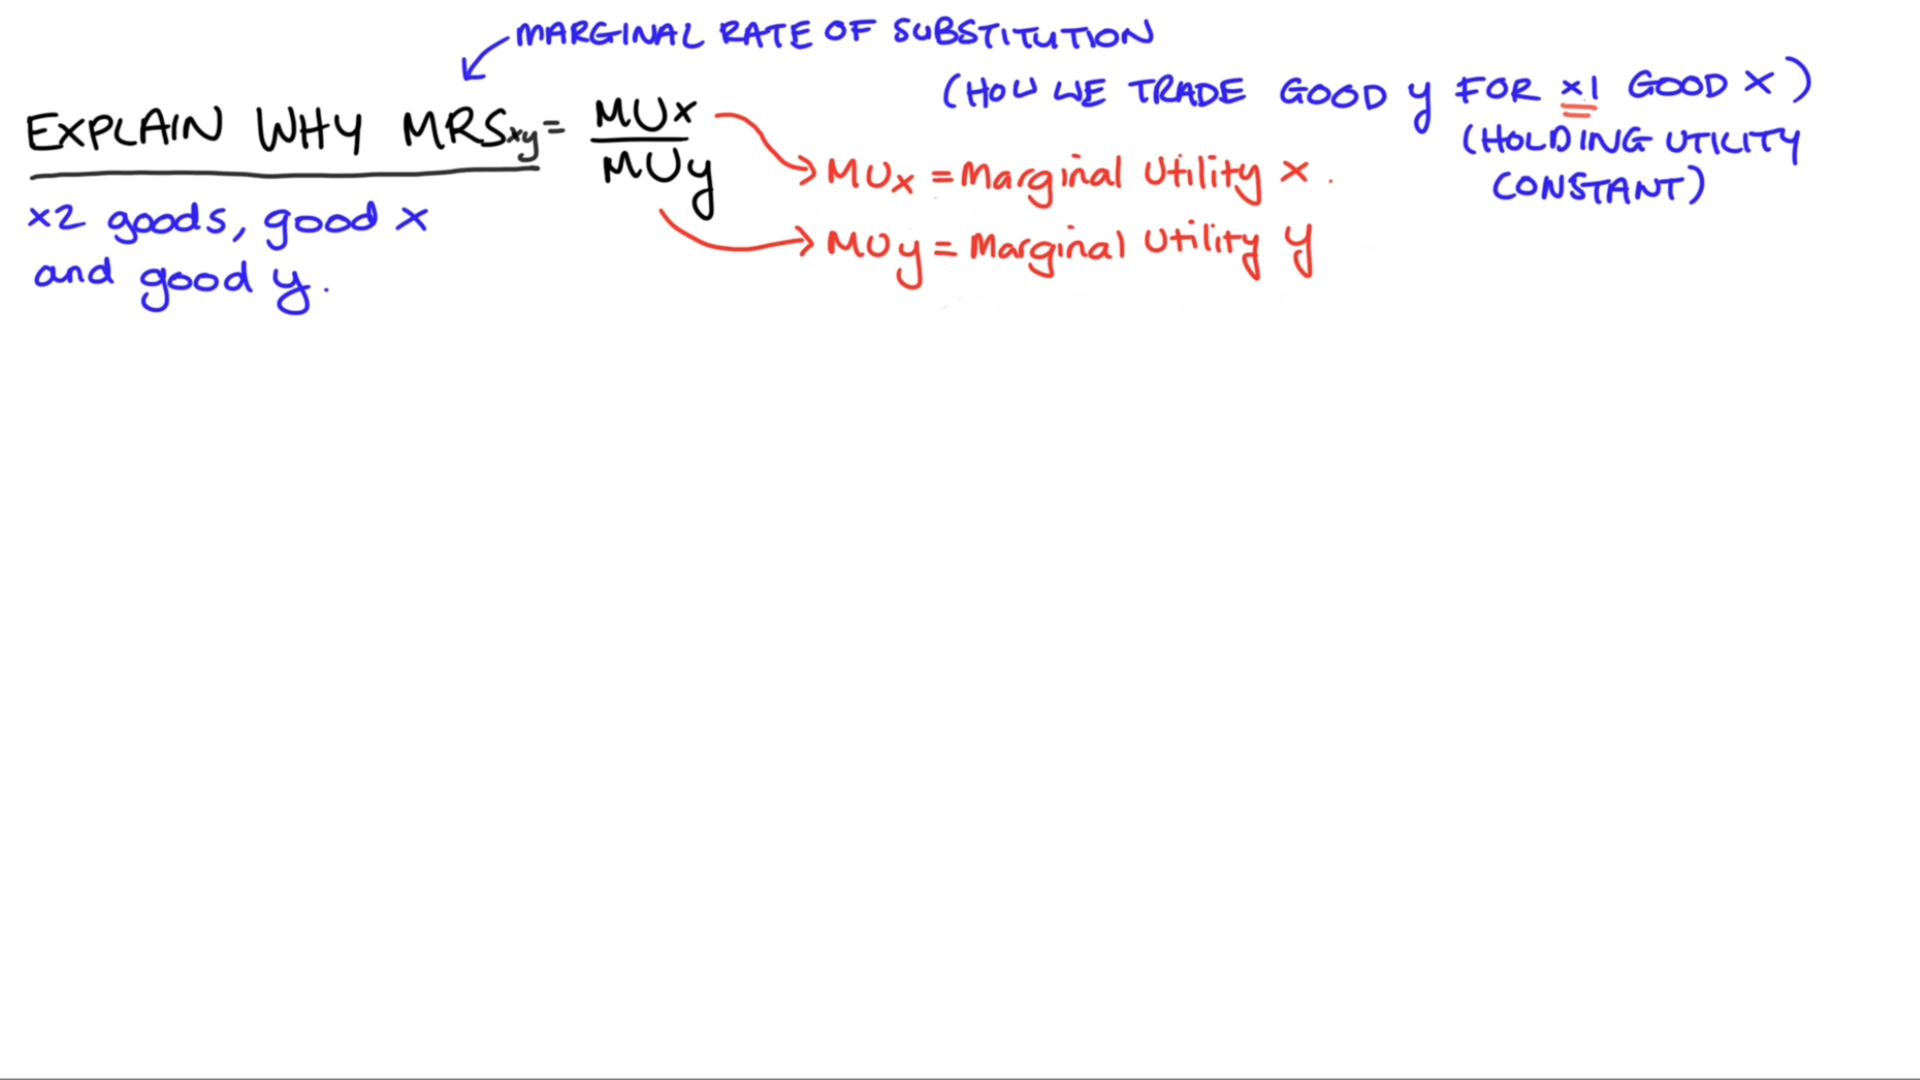 MARGINAL RATE OF SUBSTITUTION
(HOW WE TRADE GOOD y FOR x1 GOOD X)
(HOLDING UTILITY
CONSTANT)
EXPLAIN WHY MRSxy = MUx
MUy
MUx = Marginal Utility x .
MUy = Marginal Utility y
x2 goods, good x
and good y.